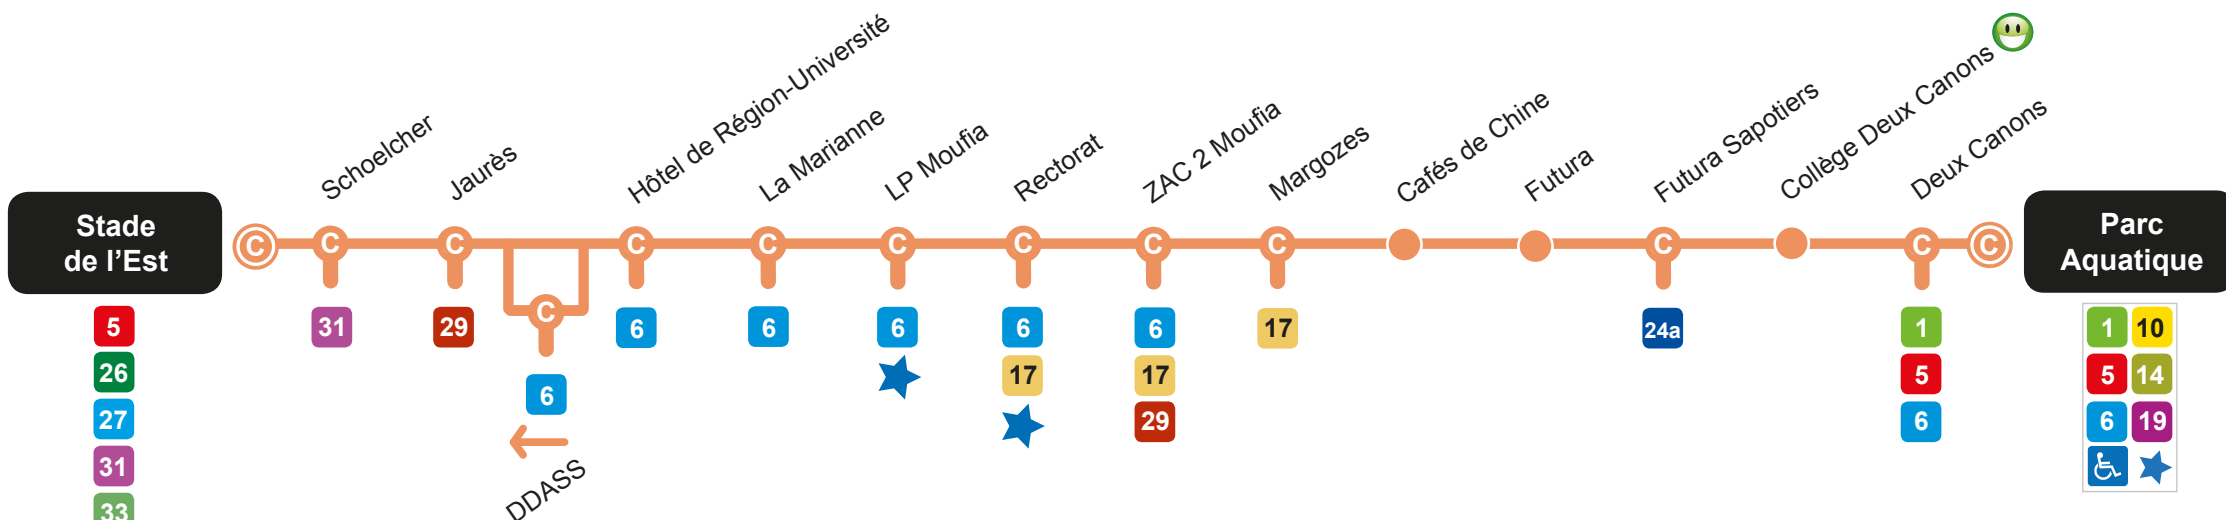 Schoelcher
Jaurès
Hôtel de Région-Université
La Marianne
LP Moufia
Rectorat
ZAC 2 Moufia
Margozes
Cafés de Chine
Futura
Futura Sapotiers
Collège Deux Canons
Deux Canons
Stade
de l'Est
C C C C C C C C C C C C
Parc
Aquatique
C
5
26
27
31
33
31
29
6
DDASS
6
6
6
6
17
6
17
29
17
24a
1
5
6
1 10
5 14
6 19